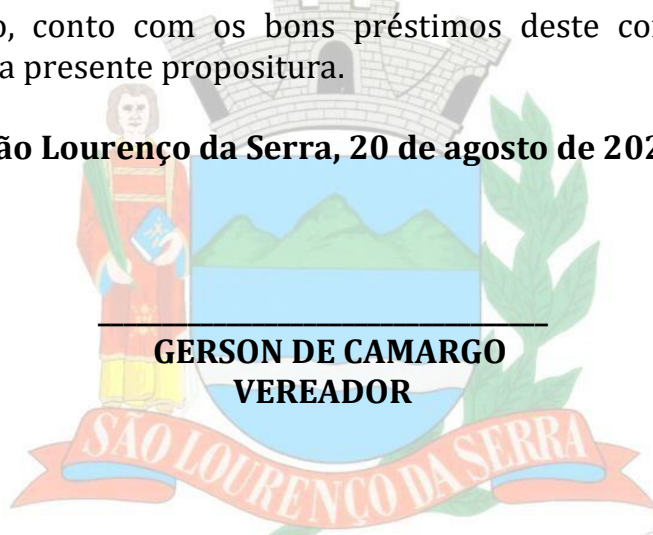 o, conto com os bons préstimos deste co
a presente propositura.
ão Lourenço da Serra, 20 de agosto de 202
GERSON DE CAMARGO
VEREADOR
SÃO LOURENÇO DA SERRA